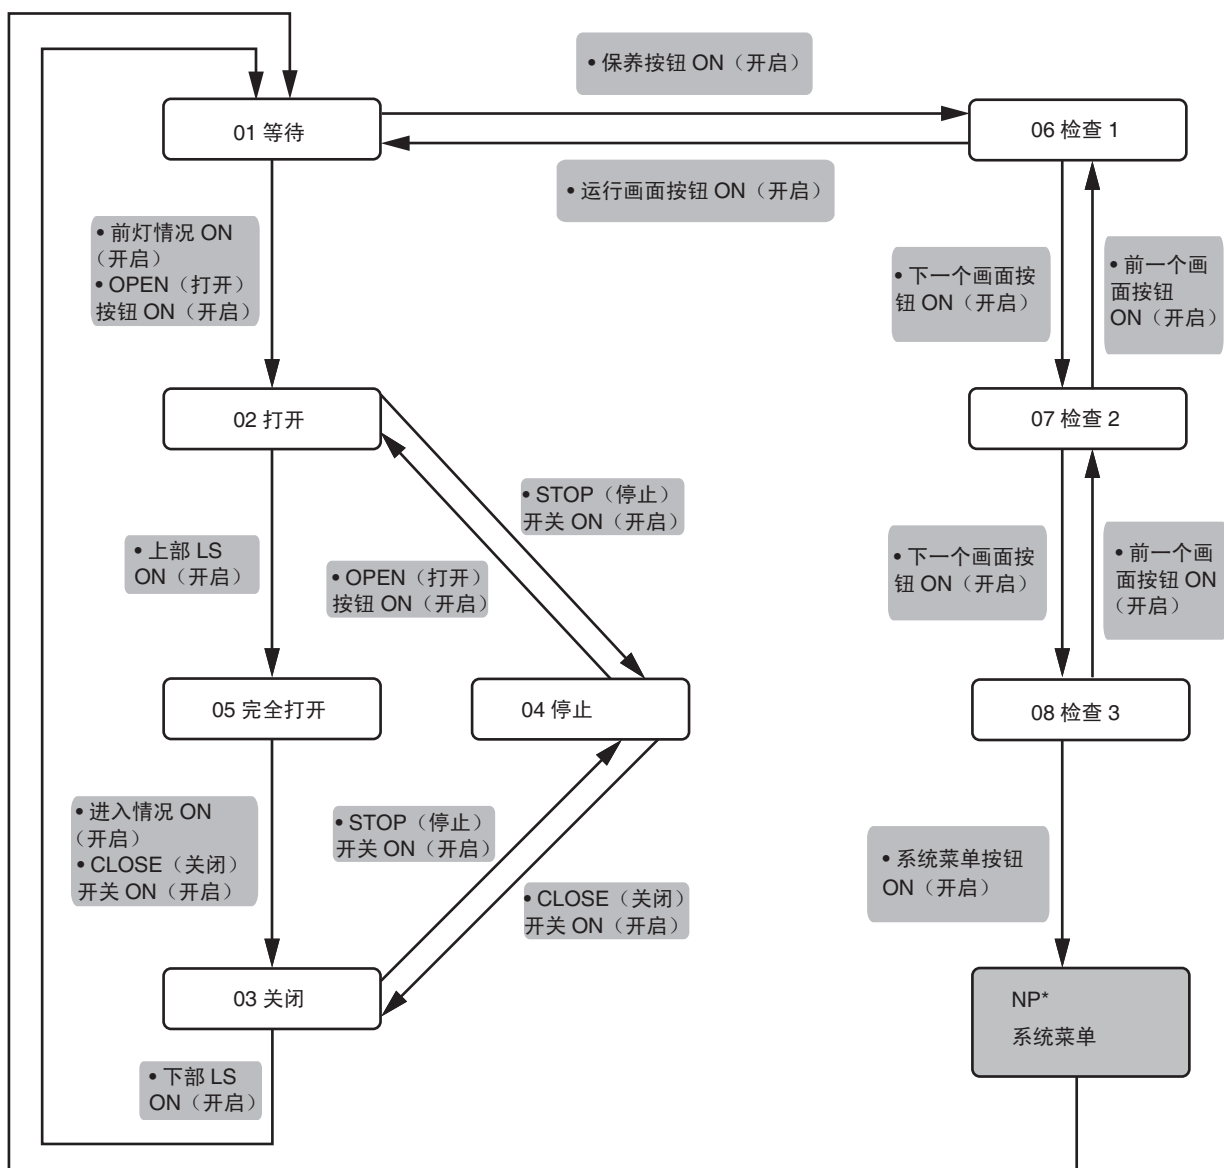 • 保养按钮 ON（开启）
01 等待
06 检查 1
• 运行画面按钮 ON（开启）
• 前灯情况 ON
（开启）
• OPEN（打开）
按钮 ON（开启）
• 下一个画面按
钮 ON（开启）
• 前一个画
面按钮
ON（开启）
02 打开
07 检查 2
• STOP（停止）
开关 ON（开启）
• 上部 LS
ON（开启）
• OPEN（打开）
按钮 ON（开启）
• 下一个画面按
钮 ON（开启）
• 前一个画
面按钮 ON
（开启）
05 完全打开
04 停止
08 检查 3
• 进入情况 ON
（开启）
• CLOSE（关闭）
开关 ON（开启）
• STOP（停止）
开关 ON（开启）
• CLOSE（关闭）
开关 ON（开启）
• 系统菜单按钮
ON（开启）
03 关闭
NP*
系统菜单
• 下部 LS
ON（开启）